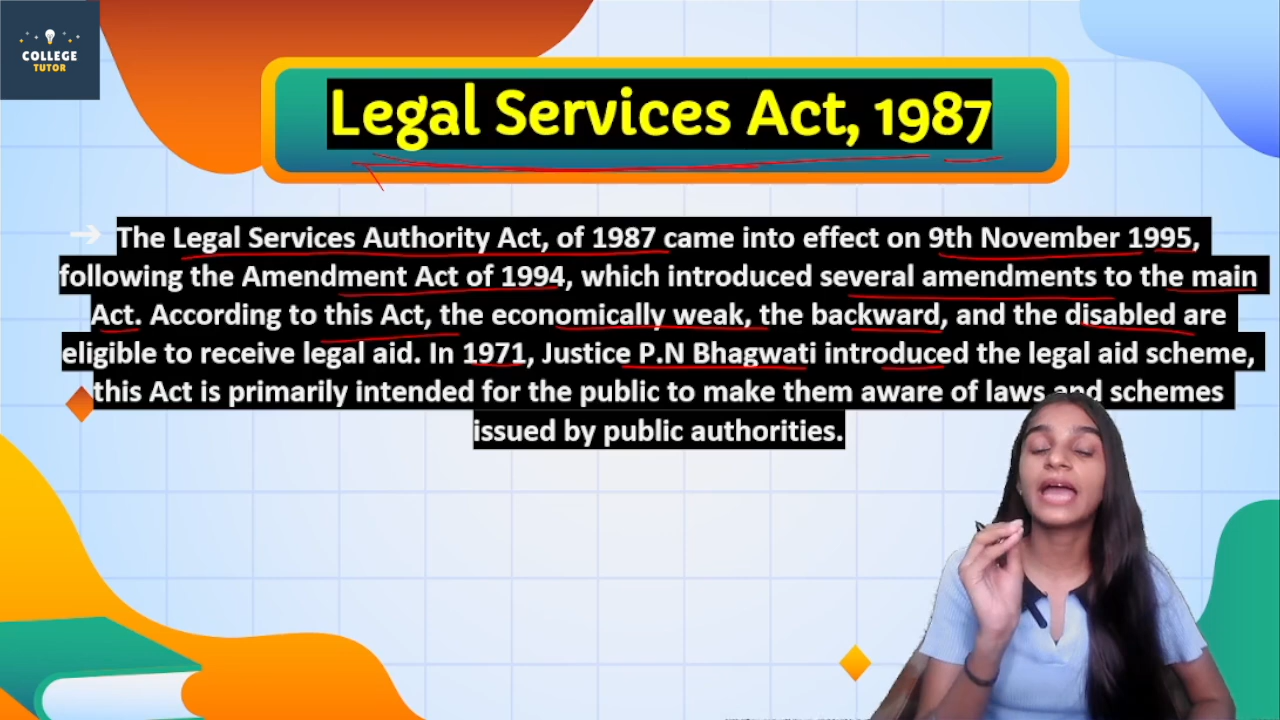 COLLEGE
TUTOR
Legal Services Act, 1987
➔ The Legal Services Authority Act, of 1987 came into effect on 9th November 1995,
following the Amendment Act of 1994, which introduced several amendments to the main
Act. According to this Act, the economically weak, the backward, and the disabled are
eligible to receive legal aid. In 1971, Justice P.N Bhagwati introduced the legal aid scheme,
this Act is primarily intended for the public to make them aware of laws and schemes
issued by public authorities.